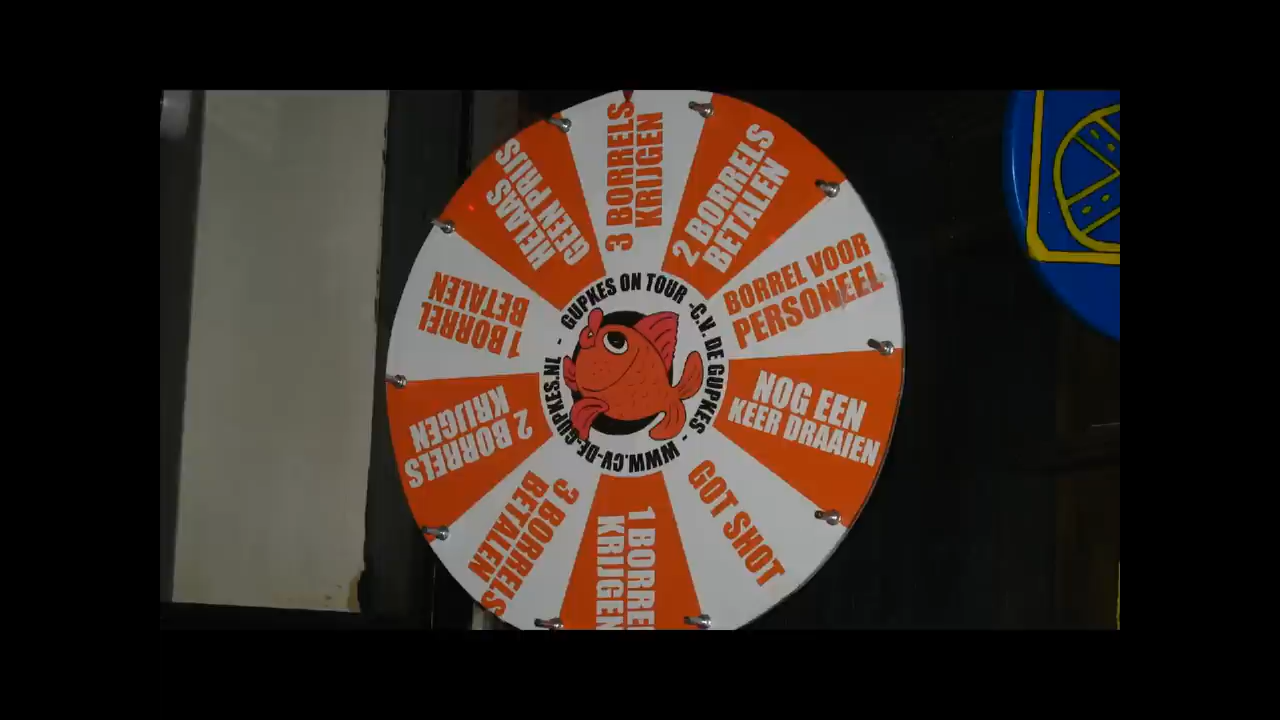 3 BORRELS
KRIJGEN
2 BORRELS
BETALEN
BORREL VOOR
PERSONEEL
NOG EEN
KEER DRAAIEN
GOT SHOT
1 BORREL
KRIJGEN
3 BORRELS
BETALEN
2 BORRELS
KRIJGEN
1 BORREL
BETALEN
HELAAS
GEEN PRIJS
GUPKES ON TOUR - C.V. DE GUPKES - WWW.CV-DE-GUPKES.NL -